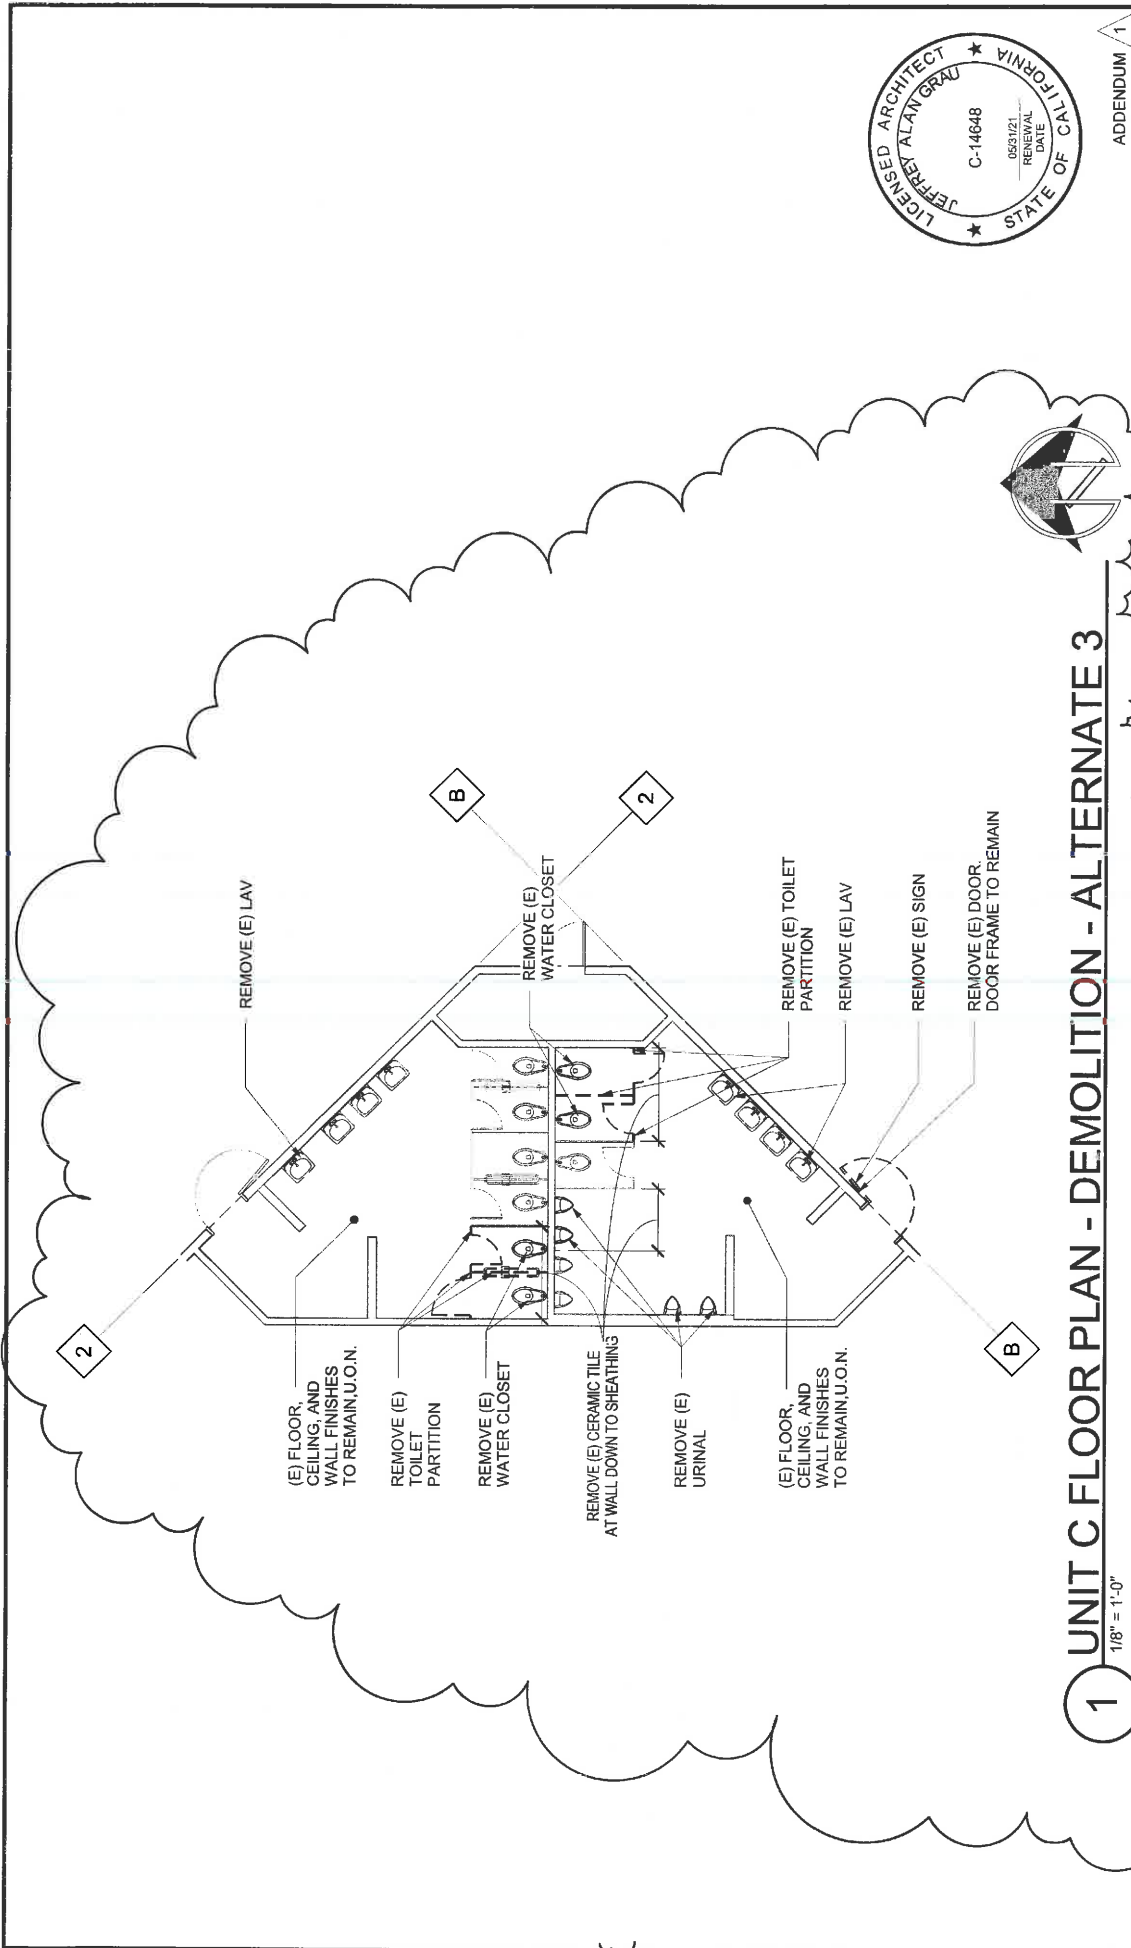 REMOVE (E) LAV
REMOVE (E)
WATER CLOSET
B
2
2
B
(E) FLOOR,
CEILING, AND
WALL FINISHES
TO REMAIN,U.O.N.
REMOVE (E)
TOILET
PARTITION
REMOVE (E)
WATER CLOSET
REMOVE (E) CERAMIC TILE
AT WALL DOWN TO SHEATHING
REMOVE (E)
URINAL
(E) FLOOR,
CEILING, AND
WALL FINISHES
TO REMAIN,U.O.N.
REMOVE (E) TOILET
PARTITION
REMOVE (E) LAV
REMOVE (E) SIGN
REMOVE (E) DOOR.
DOOR FRAME TO REMAIN
1
UNIT C FLOOR PLAN - DEMOLITION - ALTERNATE 3
1/8" = 1'-0"
LICENSED ARCHITECT
JEFFREY ALAN GRAU
C-14648
05/31/21
RENEWAL
DATE
STATE OF CALIFORNIA
ADDENDUM 1